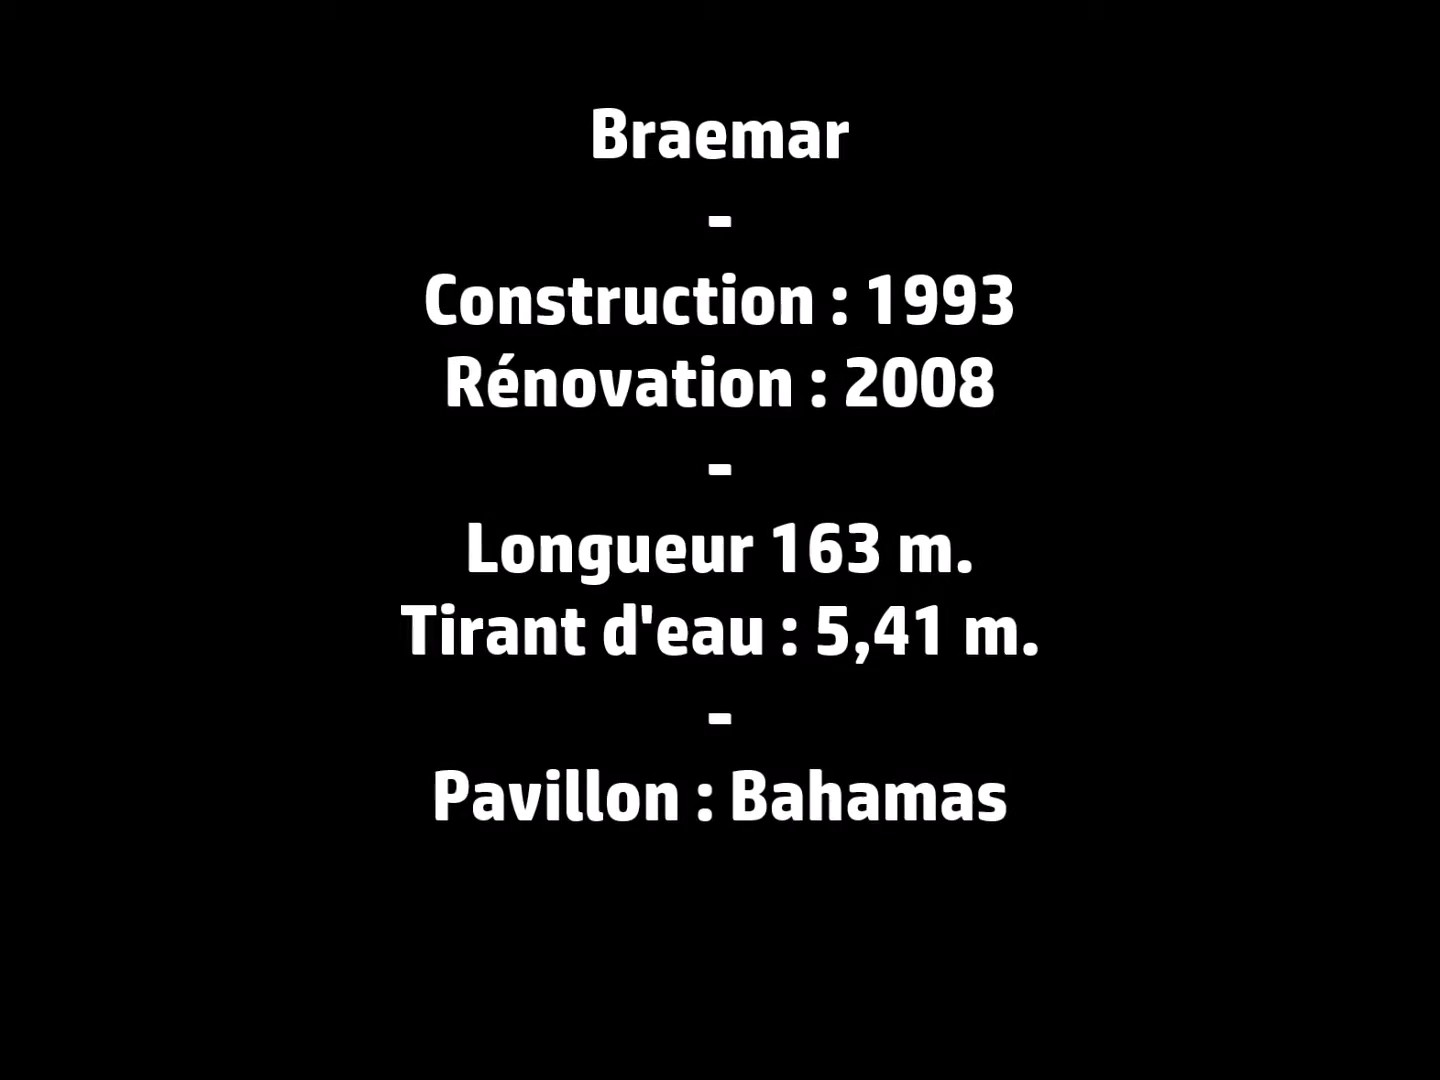 Braemar
-
Construction : 1993
Rénovation : 2008
-
Longueur 163 m.
Tirant d'eau : 5,41 m.
-
Pavillon : Bahamas